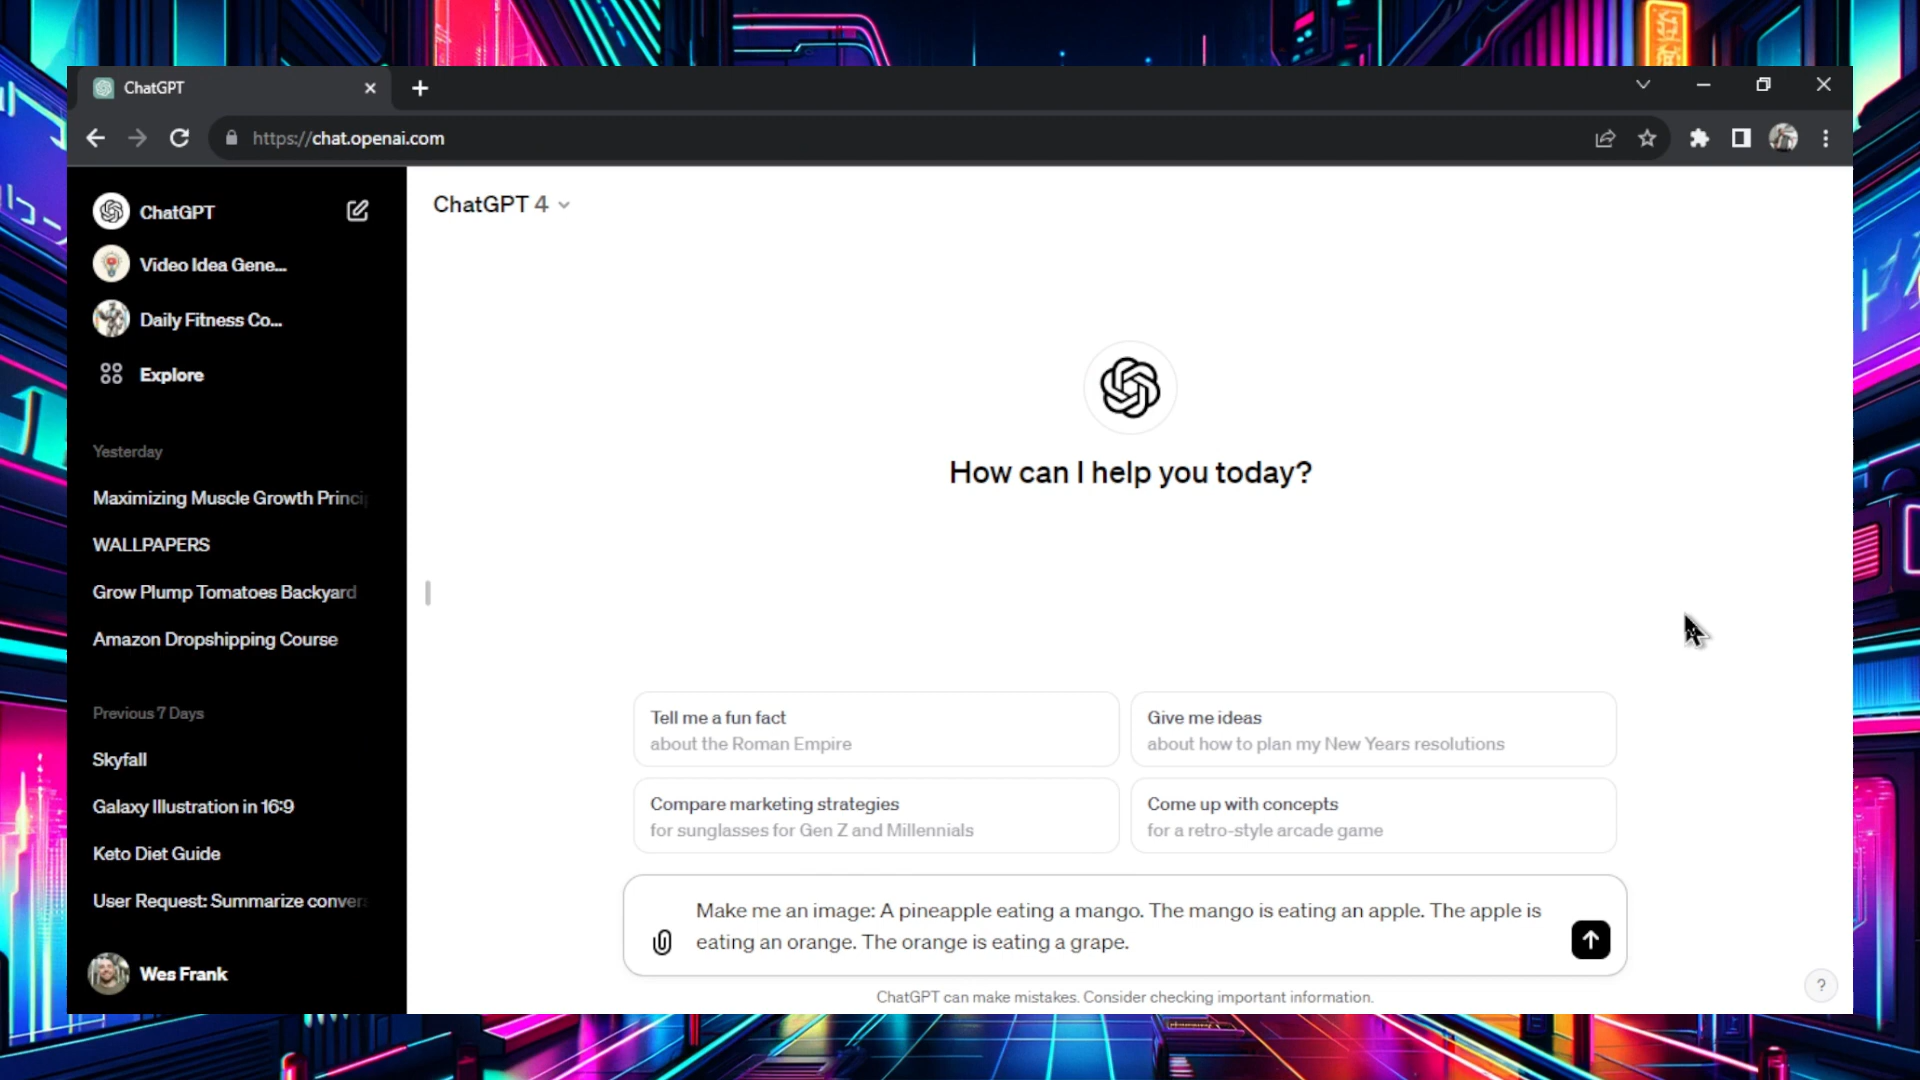 ChatGPT
https://chat.openai.com
ChatGPT
Video Idea Gene...
Daily Fitness Co...
Explore
Yesterday
Maximizing Muscle Growth Princi
WALLPAPERS
Grow Plump Tomatoes Backyard
Amazon Dropshipping Course
Previous 7 Days
Skyfall
Galaxy Illustration in 16:9
Keto Diet Guide
User Request: Summarize conver
Wes Frank
ChatGPT 4
How can I help you today?
Tell me a fun fact
about the Roman Empire
Give me ideas
about how to plan my New Years resolutions
Compare marketing strategies
for sunglasses for Gen Z and Millennials
Come up with concepts
for a retro-style arcade game
Make me an image: A pineapple eating a mango. The mango is eating an apple. The apple is
eating an orange. The orange is eating a grape.
ChatGPT can make mistakes. Consider checking important information.
?